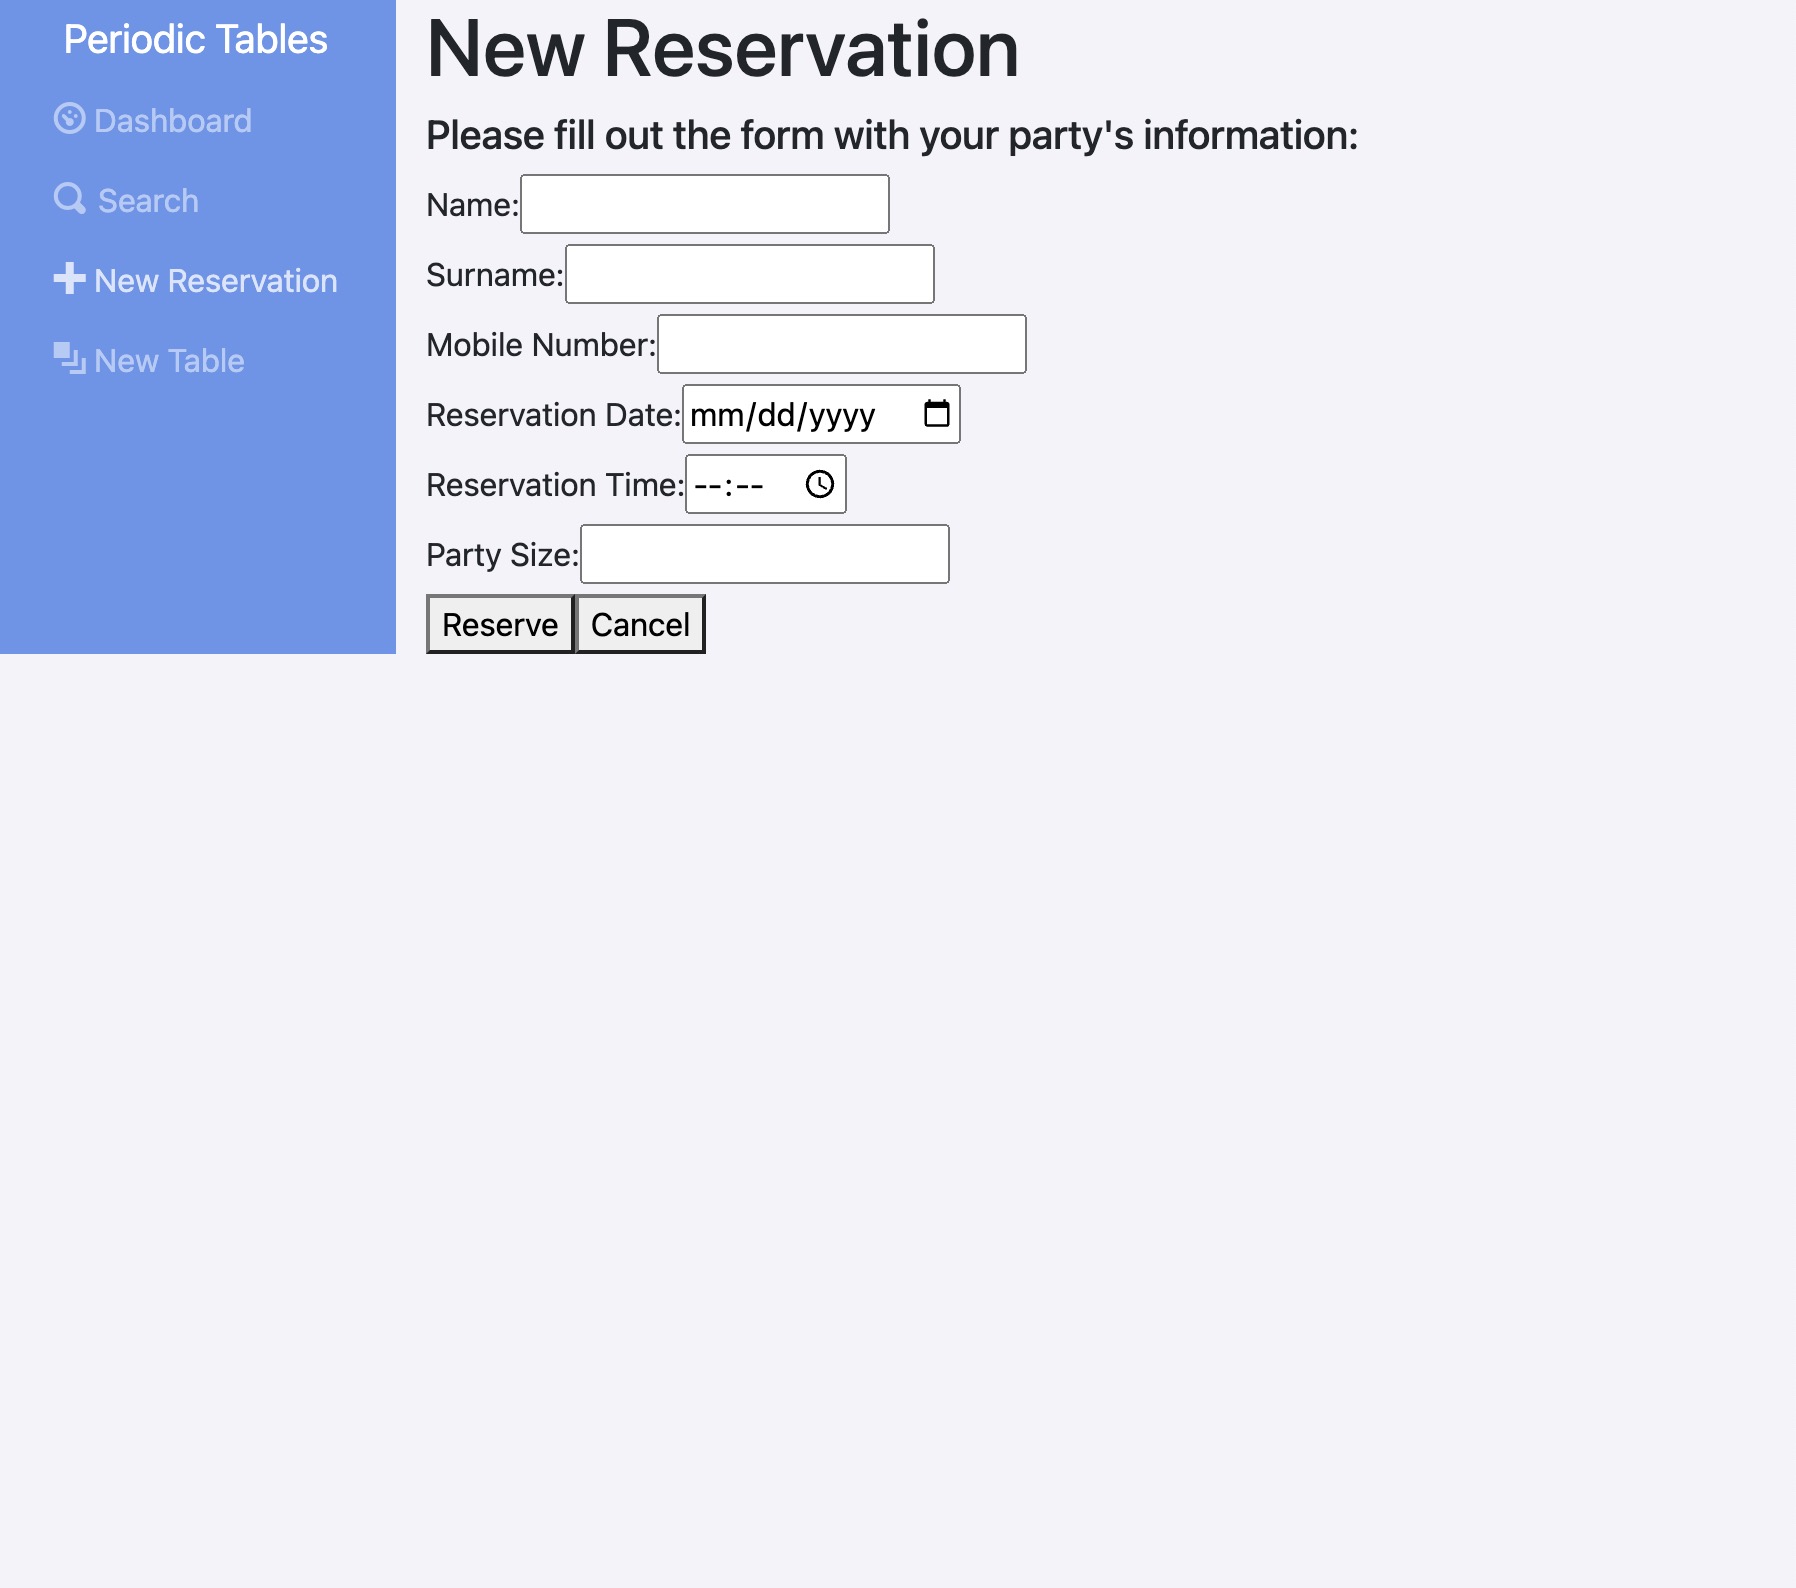 Periodic Tables
Dashboard
Search
New Reservation
New Table
New Reservation
Please fill out the form with your party's information:
Name:
Surname:
Mobile Number:
Reservation Date: mm/dd/yyyy
Reservation Time: --:--
Party Size:
Reserve Cancel